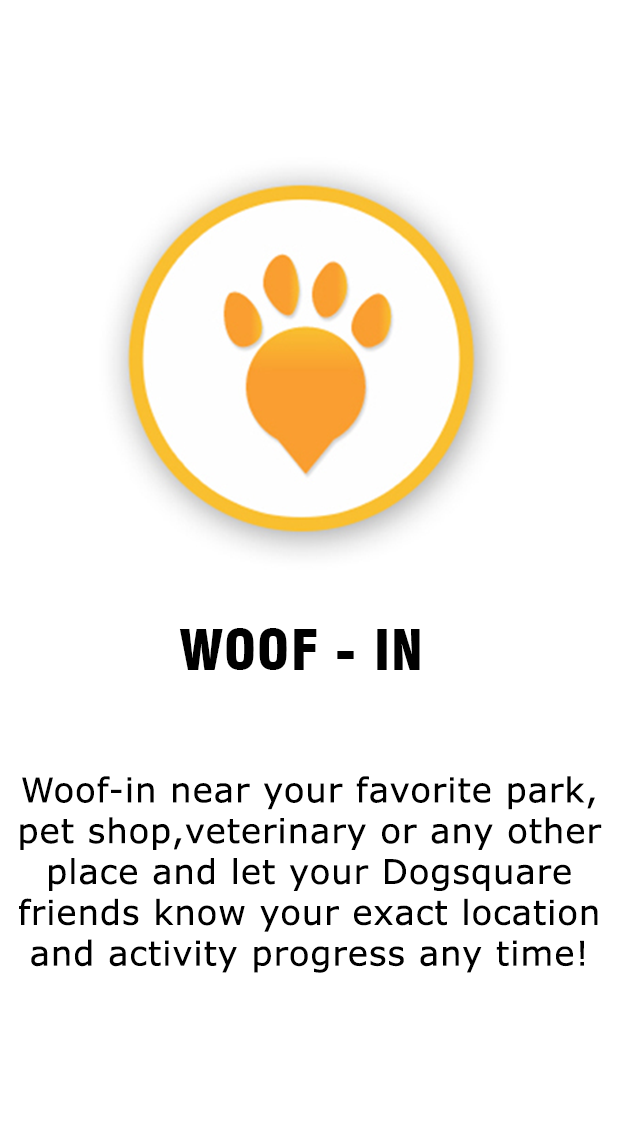 WOOF - IN
Woof-in near your favorite park,
pet shop,veterinary or any other
place and let your Dogsquare
friends know your exact location
and activity progress any time!